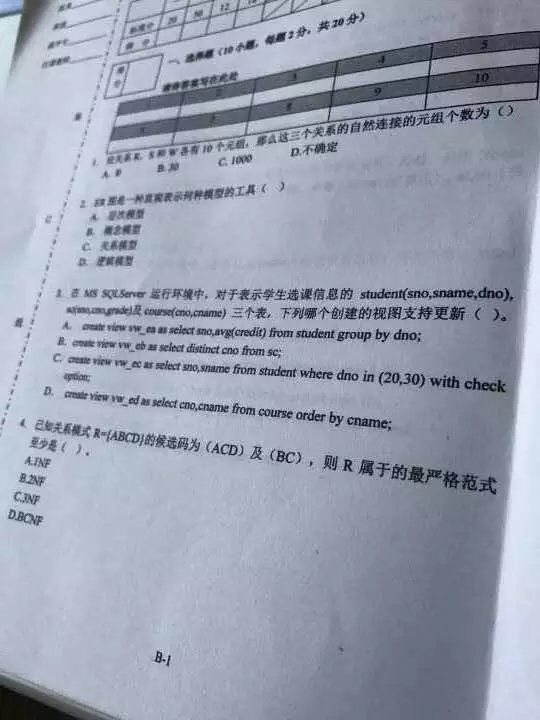 20 50 12
得分
一、选择题（10小题，每题2分，共20分）
请将答案写在此处
2 3 4 5
7 8 9 10
1. 设关系R、S和W各有10个元组，那么这三个关系的自然连接的元组个数为（）
A. B. 30 C. 1000 D.不确定
2. ER图是一种直观表示何种模型的工具（ ）
A. 层次模型
B. 概念模型
C. 关系模型
D. 逻辑模型
3. 在 MS SQLServer 运行环境中，对于表示学生选课信息的 student(sno,sname,dno),
sc(sno,cno,grade)及 course(cno,cname) 三个表，下列哪个创建的视图支持更新（ ）。
A. create view vw_ea as select sno,avg(credit) from student group by dno;
B. create view vw_eb as select distinct cno from sc;
C. create view vw_ec as select sno,sname from student where dno in (20,30) with check
option;
D. create view vw_ed as select cno,cname from course order by cname;
4. 已知关系模式 R={ABCD}的候选码为（ACD）及（BC），则 R 属于的最严格范式
至少是（ ）。
A.1NF
B.2NF
C.3NF
D.BCNF
B-1